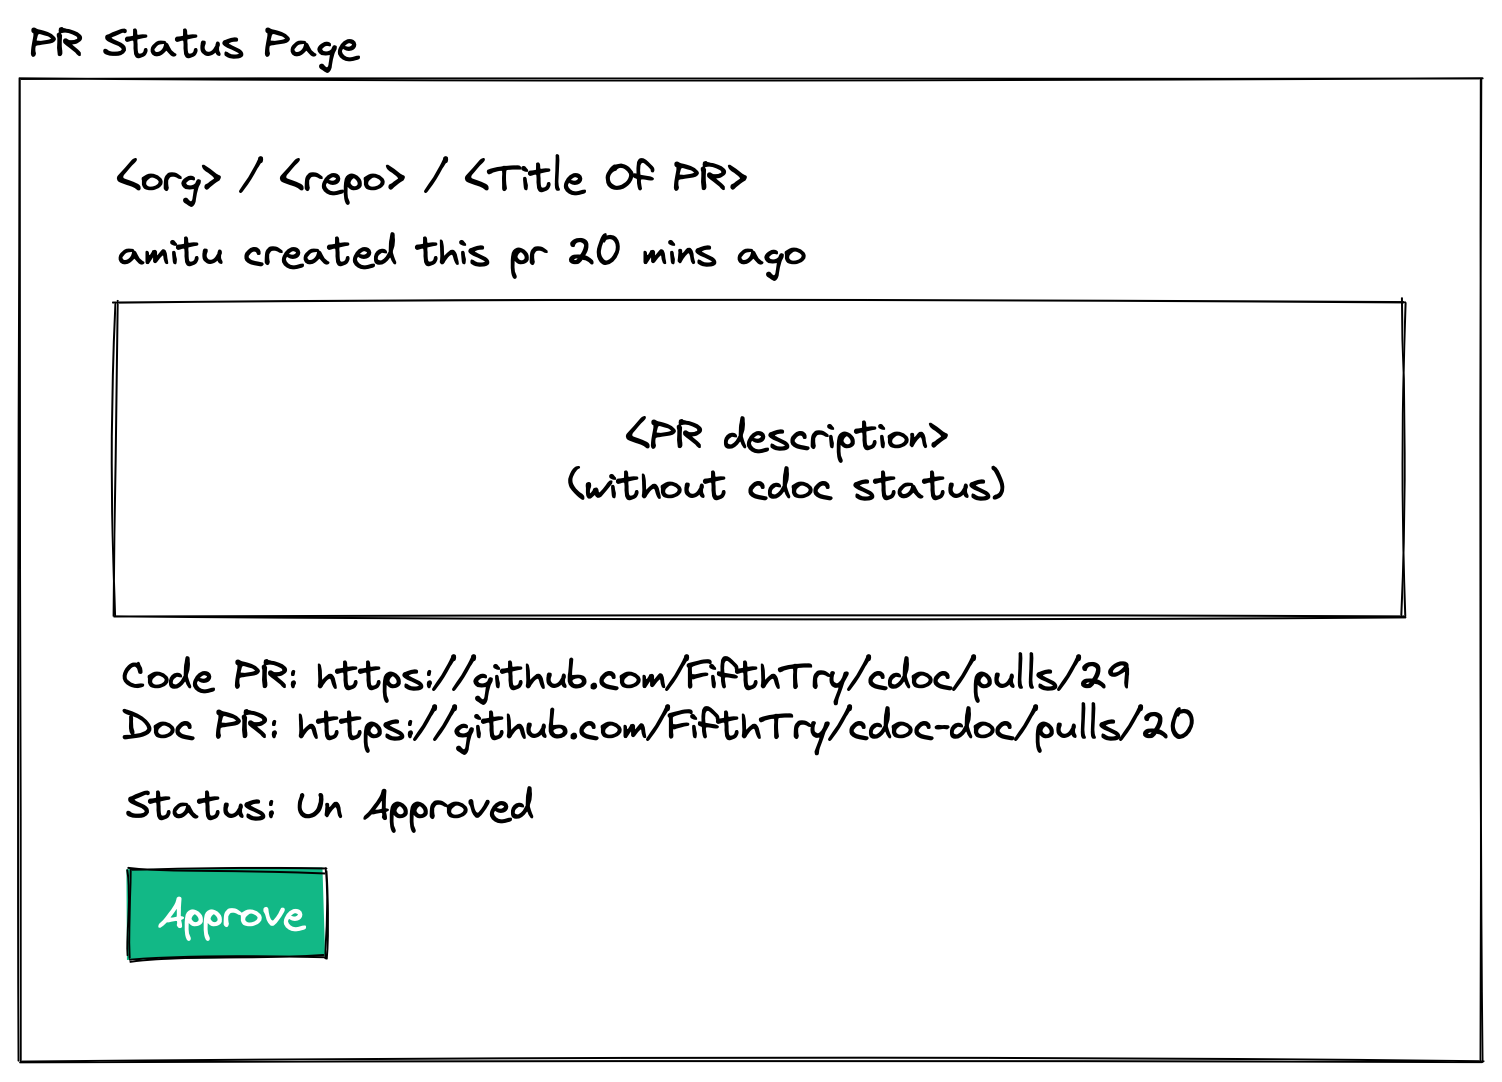 PR Status Page
<org> / <repo> / <Title Of PR>
amitu created this pr 20 mins ago
<PR description>
(without cdoc status)
Code PR: https://github.com/FifthTry/cdoc/pulls/29
Doc PR: https://github.com/FifthTry/cdoc-doc/pulls/20
Status: Un Approved
Approve